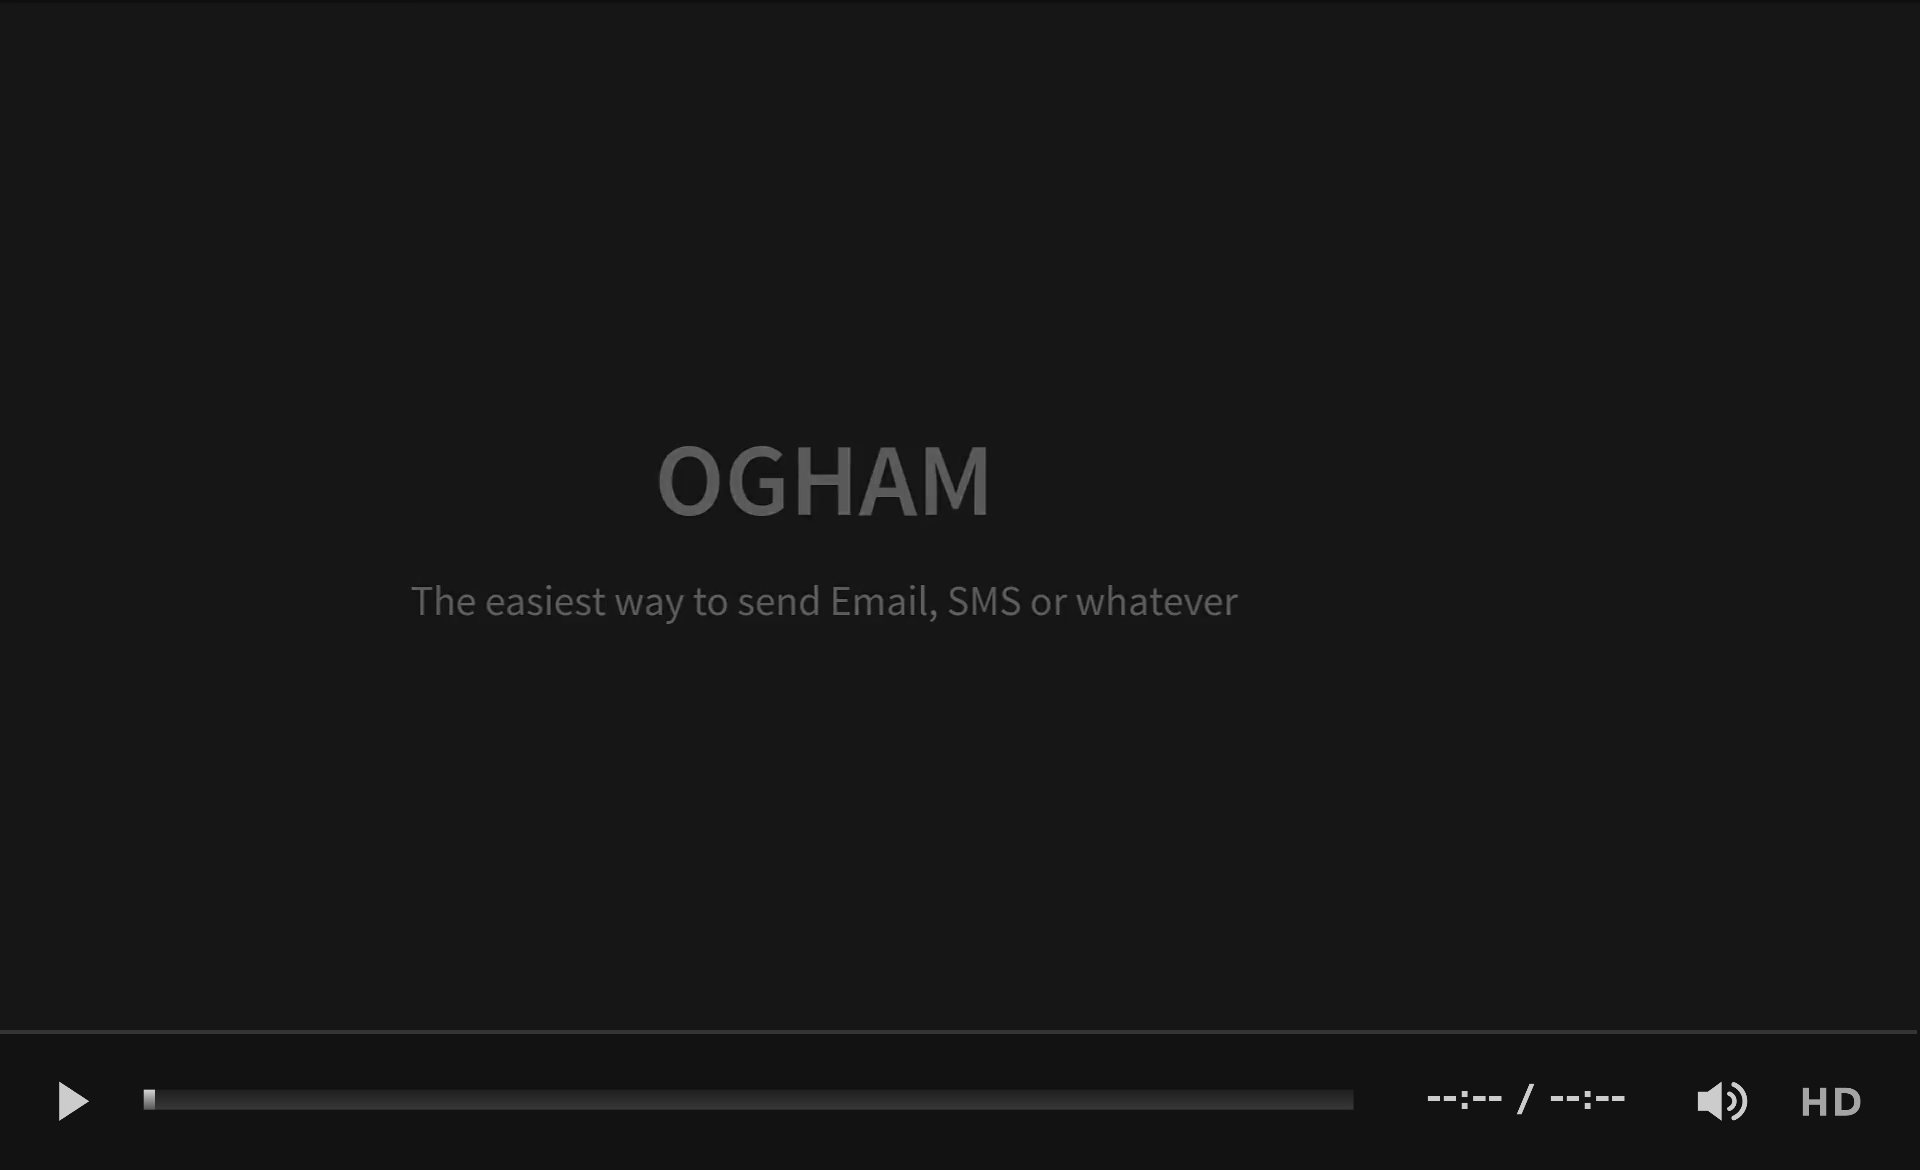 OGHAM
The easiest way to send Email, SMS or whatever
--:-- / --:-- HD